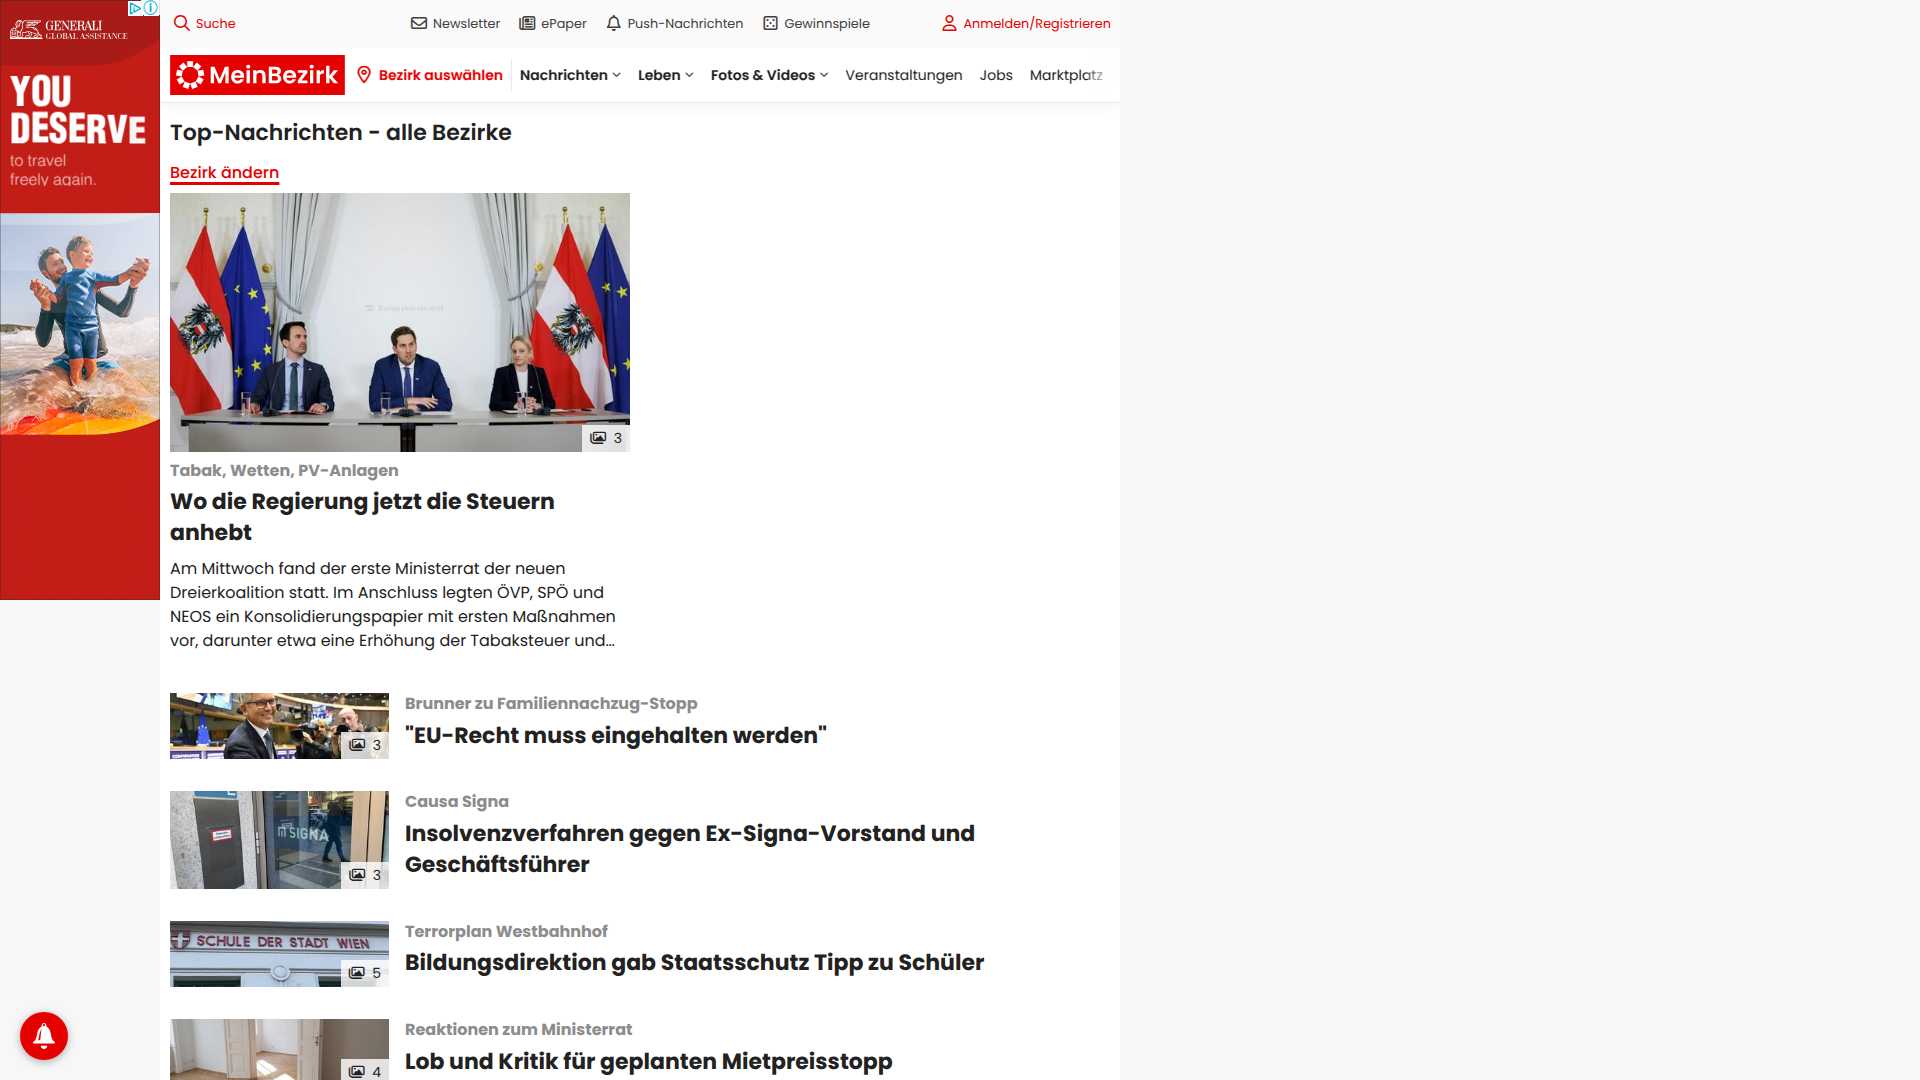 GENERALI
GLOBAL ASSISTANCE
YOU
DESERVE
to travel
freely again.
Suche
Newsletter
ePaper
Push-Nachrichten
Gewinnspiele
Anmelden/Registrieren
MeinBezirk
Bezirk auswählen
Nachrichten
Leben
Fotos & Videos
Veranstaltungen
Jobs
Marktplatz
Top-Nachrichten - alle Bezirke
Bezirk ändern
3
Tabak, Wetten, PV-Anlagen
Wo die Regierung jetzt die Steuern
anhebt
Am Mittwoch fand der erste Ministerrat der neuen
Dreierkoalition statt. Im Anschluss legten ÖVP, SPÖ und
NEOS ein Konsolidierungspapier mit ersten Maßnahmen
vor, darunter etwa eine Erhöhung der Tabaksteuer und…
3
Brunner zu Familiennachzug-Stopp
"EU-Recht muss eingehalten werden"
SIGNA
3
Causa Signa
Insolvenzverfahren gegen Ex-Signa-Vorstand und
Geschäftsführer
SCHULE DER STADT WIEN
5
Terrorplan Westbahnhof
Bildungsdirektion gab Staatsschutz Tipp zu Schüler
4
Reaktionen zum Ministerrat
Lob und Kritik für geplanten Mietpreisstopp